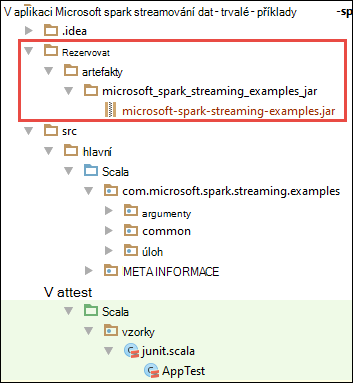 V aplikaci Microsoft spark streamování dat - trvalé - příklady -sp
.idea
Rezervovat
artefakty
microsoft_spark_streaming_examples_jar
microsoft-spark-streaming-examples.jar
src
hlavní
Scala
com.microsoft.spark.streaming.examples
argumenty
common
úloh
META INFORMACE
V attest
Scala
vzorky
junit.scala
AppTest